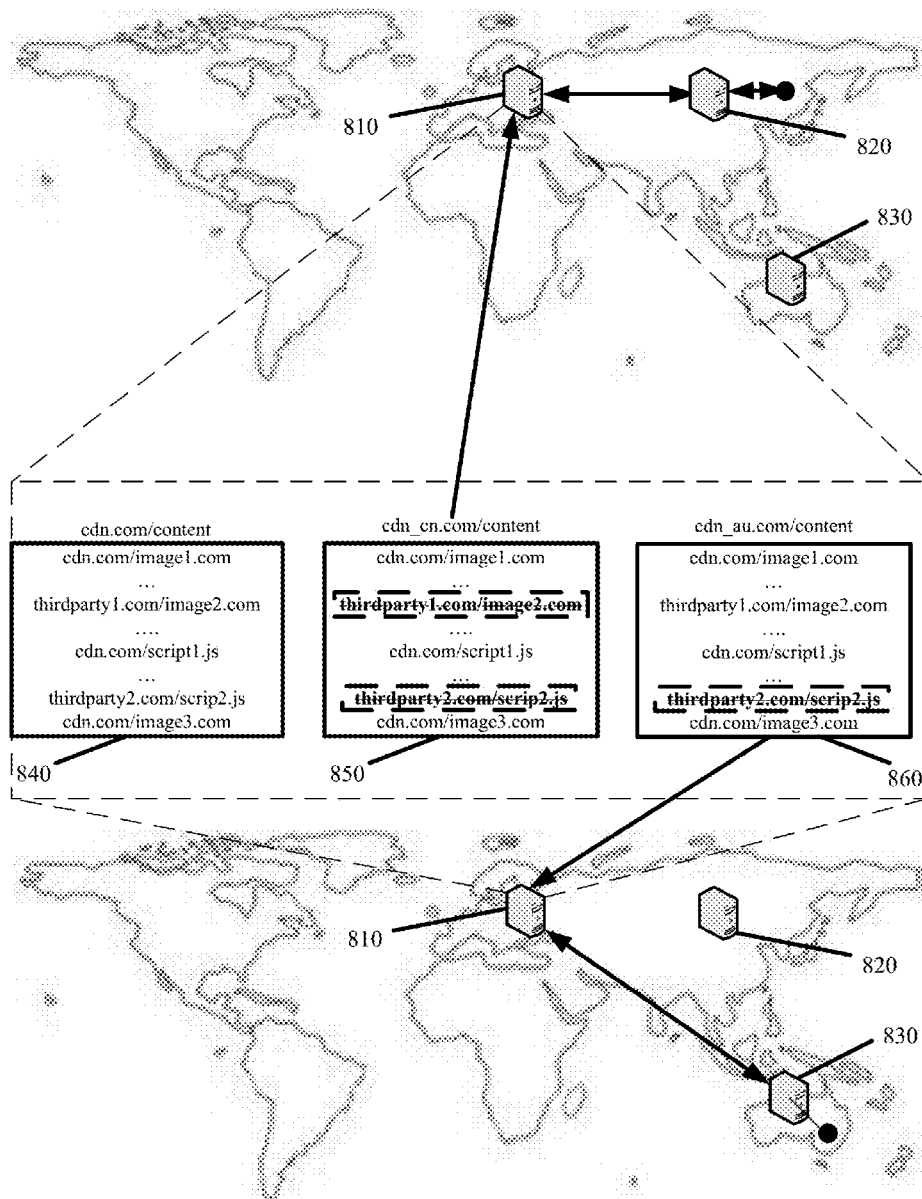 810
820
830
cdn.com/content
cdn_cn.com/content
cdn_au.com/content
cdn.com/image1.com
...
thirdparty1.com/image2.com
....
cdn.com/script1.js
...
thirdparty2.com/scrip2.js
cdn.com/image3.com
cdn.com/image1.com
...
thirdparty1.com/image2.com
....
cdn.com/script1.js
...
thirdparty2.com/scrip2.js
cdn.com/image3.com
cdn.com/image1.com
...
thirdparty1.com/image2.com
....
cdn.com/script1.js
...
thirdparty2.com/scrip2.js
cdn.com/image3.com
840
850
860
810
820
830